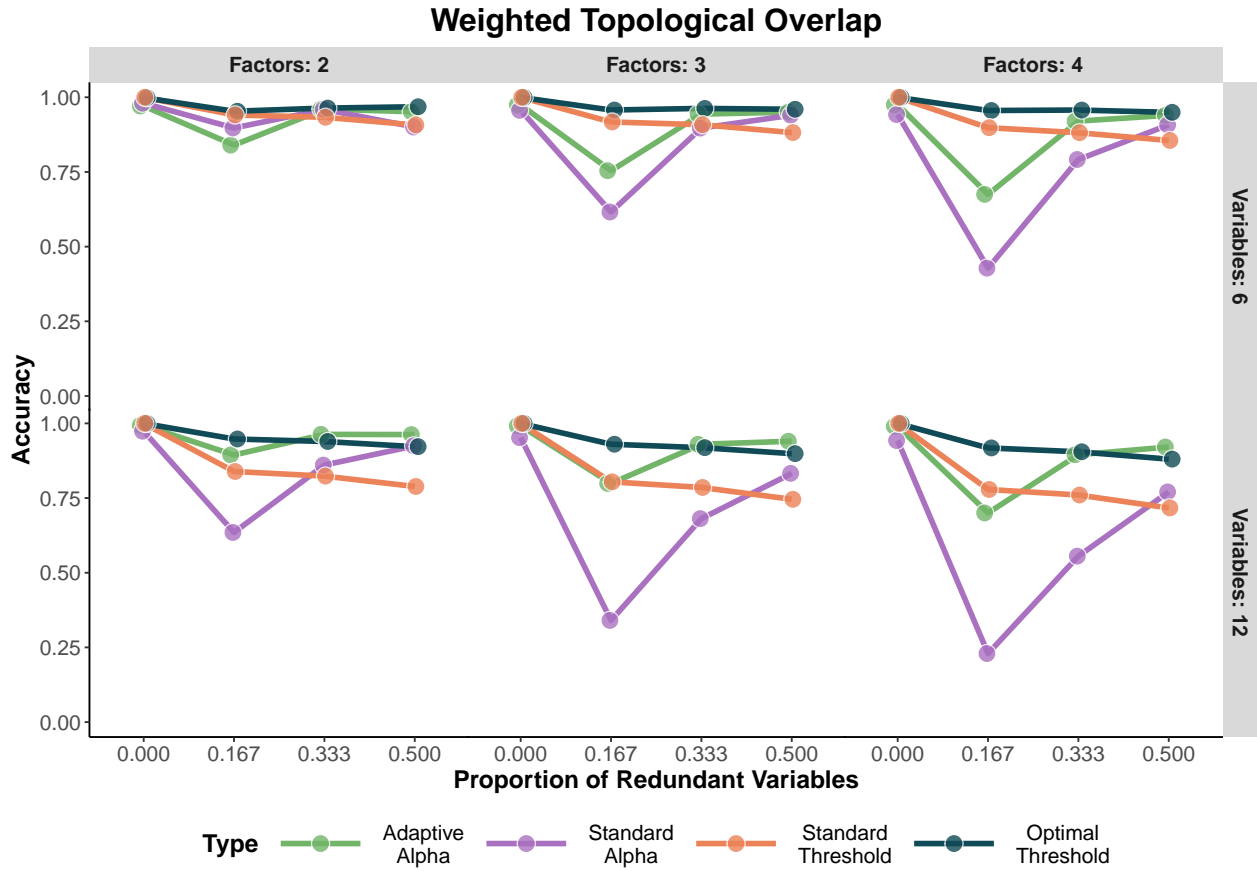 Weighted Topological Overlap
Factors: 2 Factors: 3 Factors: 4
1.00
0.75
0.50
0.25
0.00
Variables: 6
Accuracy
1.00
0.75
0.50
0.25
0.00
Variables: 12
0.000 0.167 0.333 0.500 0.000 0.167 0.333 0.500 0.000 0.167 0.333 0.500
Proportion of Redundant Variables
Type
Adaptive
Alpha
Standard
Alpha
Standard
Threshold
Optimal
Threshold